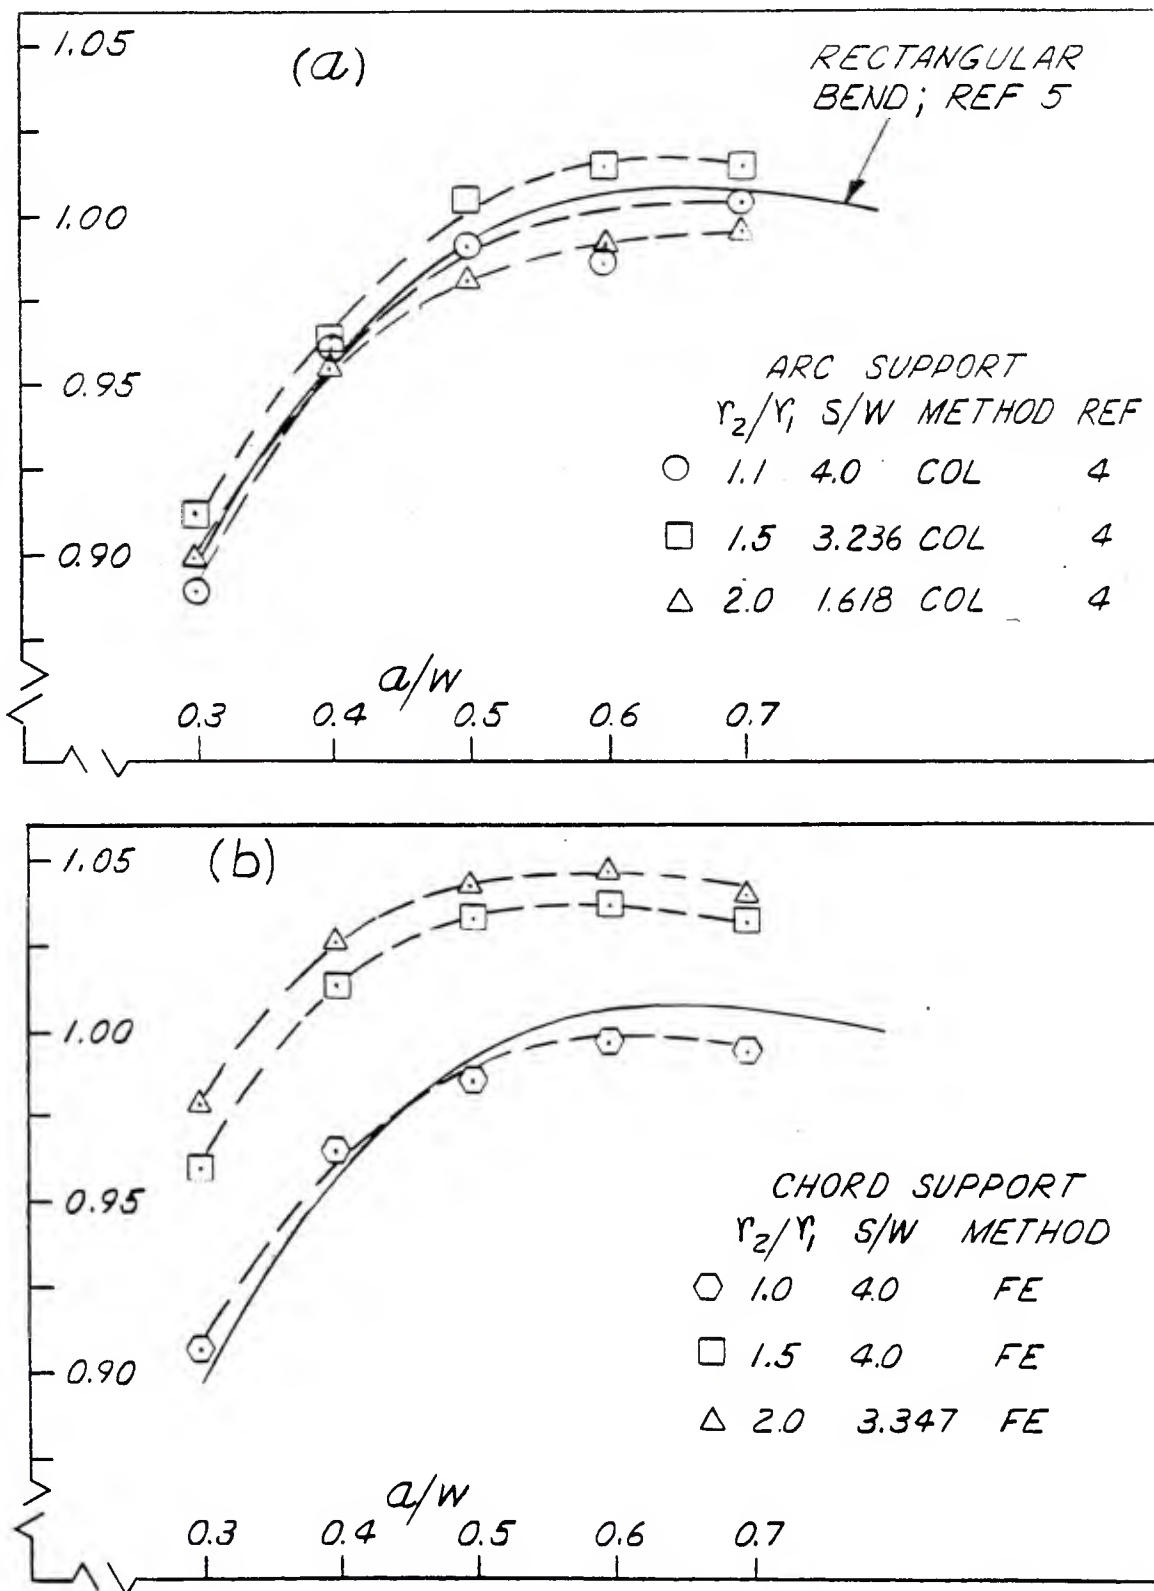 1.05
(a)
RECTANGULAR
BEND; REF 5
1.00
0.95
ARC SUPPORT
r2/r1 S/W METHOD REF
1.1 4.0 COL 4
0.90
1.5 3.236 COL 4
2.0 1.618 COL 4
a/w
0.3 0.4 0.5 0.6 0.7
(b)
1.05
1.00
0.95
CHORD SUPPORT
r2/r1 S/W METHOD
1.0 4.0 FE
0.90
1.5 4.0 FE
2.0 3.347 FE
a/w
0.3 0.4 0.5 0.6 0.7